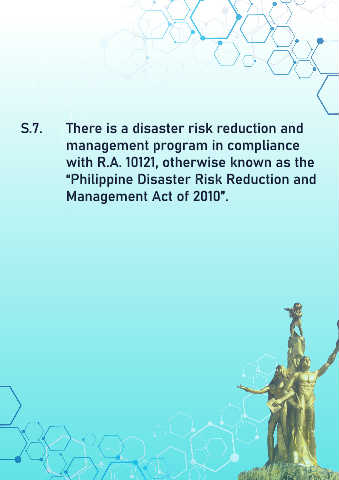 S.7. There is a disaster risk reduction and
management program in compliance
with R.A. 10121, otherwise known as the
"Philippine Disaster Risk Reduction and
Management Act of 2010".